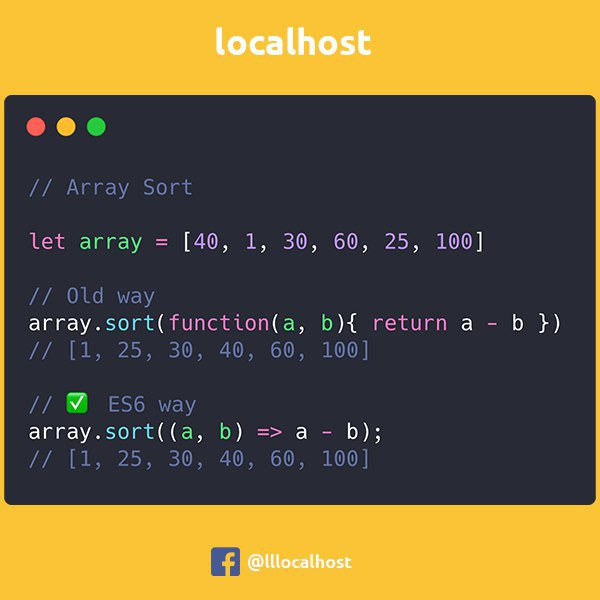 localhost
// Array Sort
let array = [40, 1, 30, 60, 25, 100]
// Old way
array.sort(function(a, b){ return a - b })
// [1, 25, 30, 40, 60, 100]
// ✅ ES6 way
array.sort((a, b) => a - b);
// [1, 25, 30, 40, 60, 100]
@lllocalhost